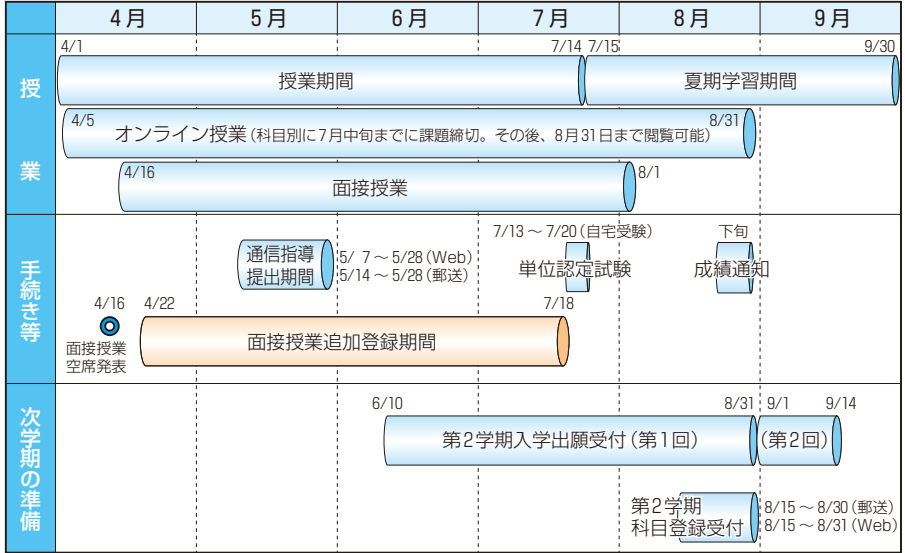 4月 5月 6月 7月 8月 9月
授業
4/1 7/14 7/15 9/30
授業期間 夏期学習期間
4/5 8/31
オンライン授業(科目別に7月中旬までに課題締切。その後、8月31日まで閲覧可能)
4/16 8/1
面接授業
手続き等
通信指導
提出期間
5/ 7 ~ 5/28(Web)
5/14 ~ 5/28(郵送)
7/13 ~ 7/20(自宅受験)
単位認定試験
下旬
成績通知
4/16
面接授業
空席発表
4/22 7/18
面接授業追加登録期間
次学期の準備
6/10 8/31 9/1 9/14
第2学期入学出願受付(第1回) (第2回)
第2学期
科目登録受付
8/15 ~ 8/30(郵送)
8/15 ~ 8/31(Web)